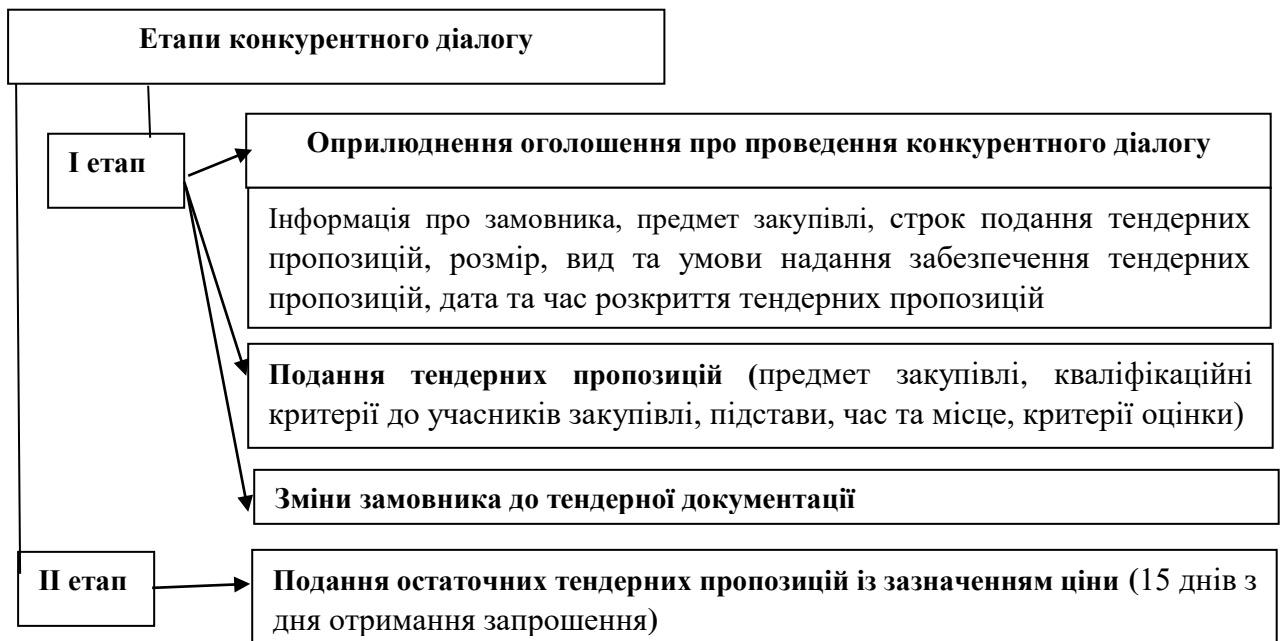 Етапи конкурентного діалогу
І етап
Оприлюднення оголошення про проведення конкурентного діалогу
Інформація про замовника, предмет закупівлі, строк подання тендерних
пропозицій, розмір, вид та умови надання забезпечення тендерних
пропозицій, дата та час розкриття тендерних пропозицій
Подання тендерних пропозицій (предмет закупівлі, кваліфікаційні
критерії до учасників закупівлі, підстави, час та місце, критерії оцінки)
Зміни замовника до тендерної документації
ІІ етап
Подання остаточних тендерних пропозицій із зазначенням ціни (15 днів з
дня отримання запрошення)